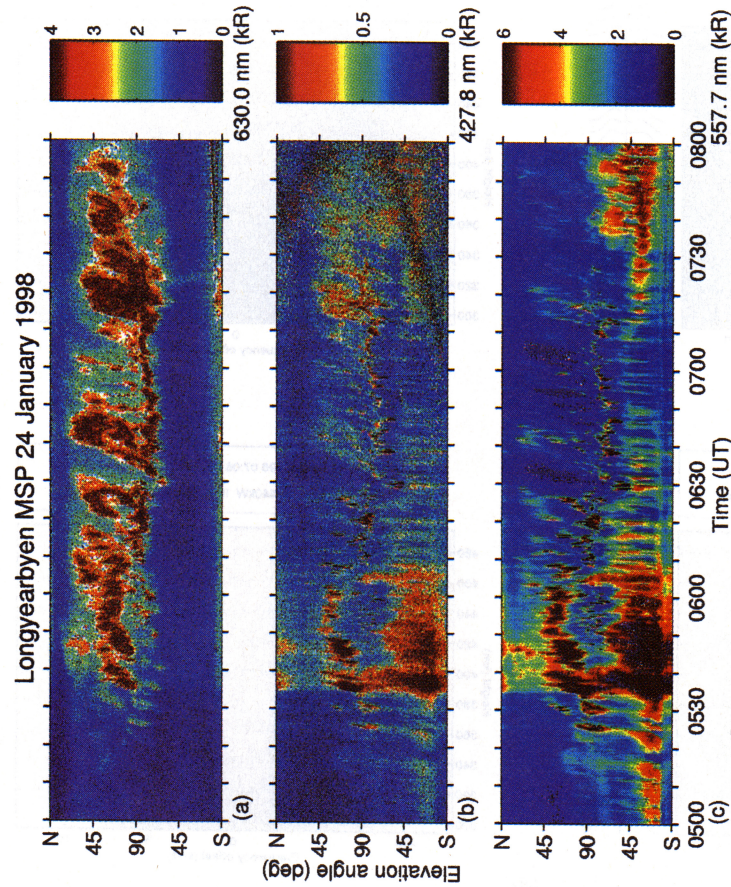 Longyearbyen MSP 24 January 1998
N
45
90
45
S
(a)
4
3
2
1
0
630.0 nm (kR)
Elevation angle (deg)
N
45
90
45
S
(b)
1
0.5
0
427.8 nm (kR)
N
45
90
45
S
(c)
6
4
2
0
557.7 nm (kR)
0500
0530
0600
0630
0700
0730
0800
Time (UT)